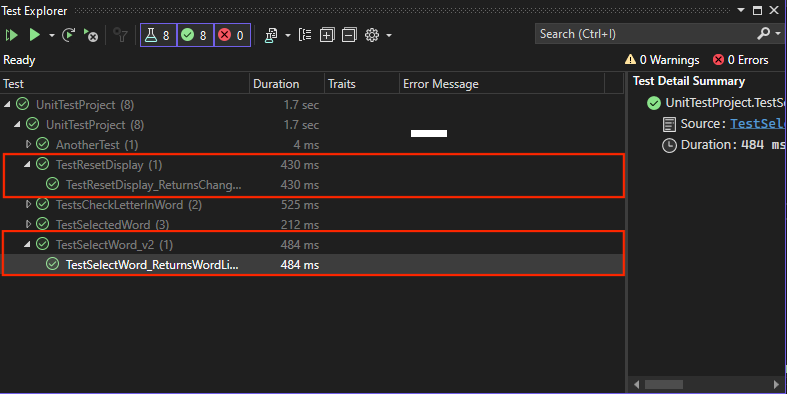 Test Explorer
8 8 0
Search (Ctrl+I)
Ready
0 Warnings 0 Errors
Test Duration Traits Error Message
UnitTestProject (8) 1.7 sec
UnitTestProject (8) 1.7 sec
AnotherTest (1) 4 ms
TestResetDisplay (1) 430 ms
TestResetDisplay_ReturnsChang... 430 ms
TestsCheckLetterInWord (2) 525 ms
TestSelectedWord (3) 212 ms
TestSelectWord_v2 (1) 484 ms
TestSelectWord_ReturnsWordLi... 484 ms
Test Detail Summary
UnitTestProject.TestS
Source: TestSel
Duration: 484 ms